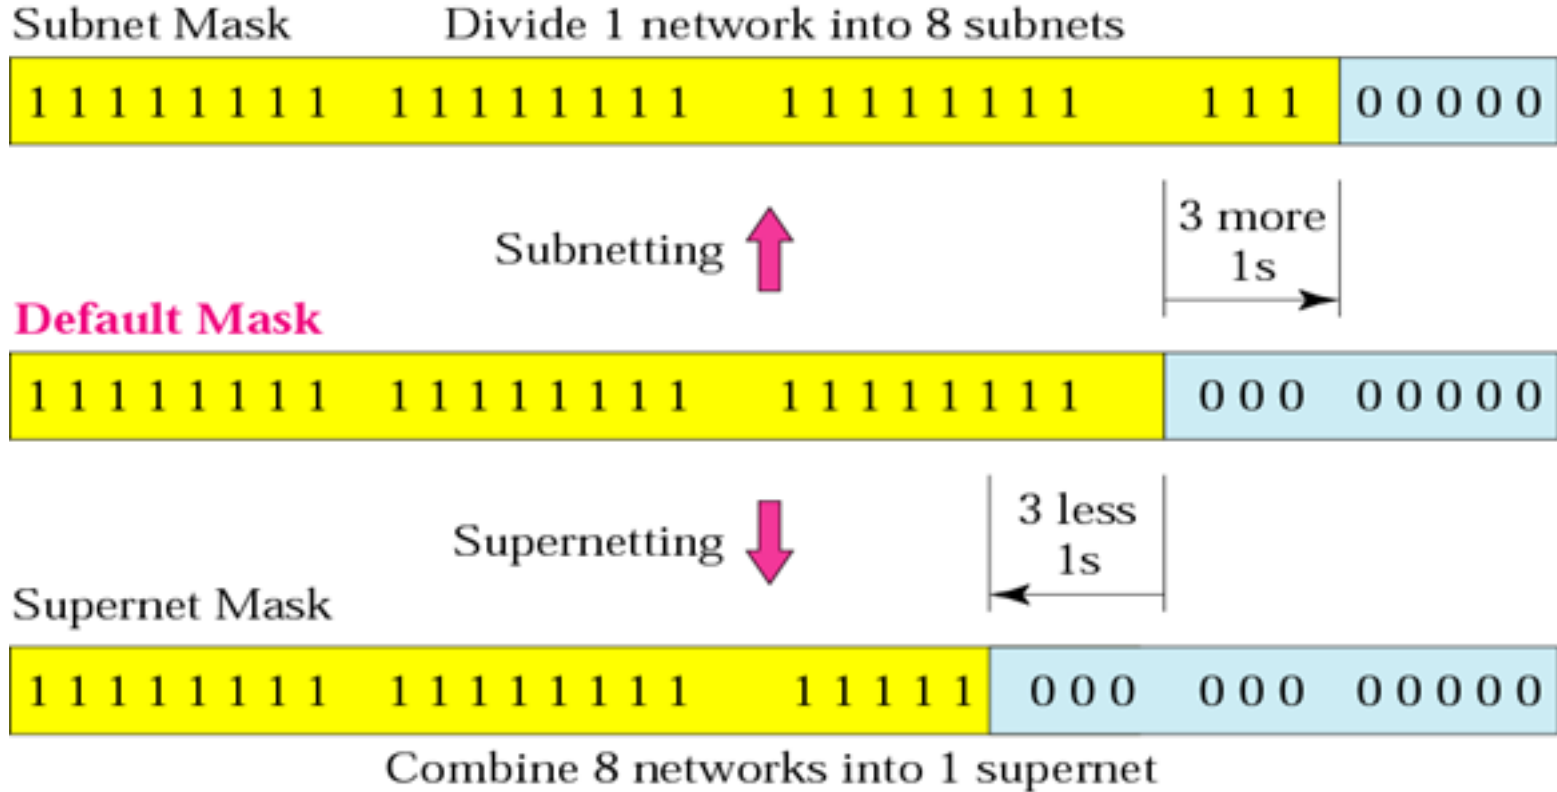 Subnet Mask Divide 1 network into 8 subnets
1 1 1 1 1 1 1 1 1 1 1 1 1 1 1 1 1 1 1 1 1 1 1 1 1 1 1 0 0 0 0 0
Subnetting
3 more
1s
Default Mask
1 1 1 1 1 1 1 1 1 1 1 1 1 1 1 1 1 1 1 1 1 1 1 1 0 0 0 0 0 0 0 0
Supernetting
3 less
1s
Supernet Mask
1 1 1 1 1 1 1 1 1 1 1 1 1 1 1 1 1 1 1 1 1 0 0 0 0 0 0 0 0 0 0 0
Combine 8 networks into 1 supernet